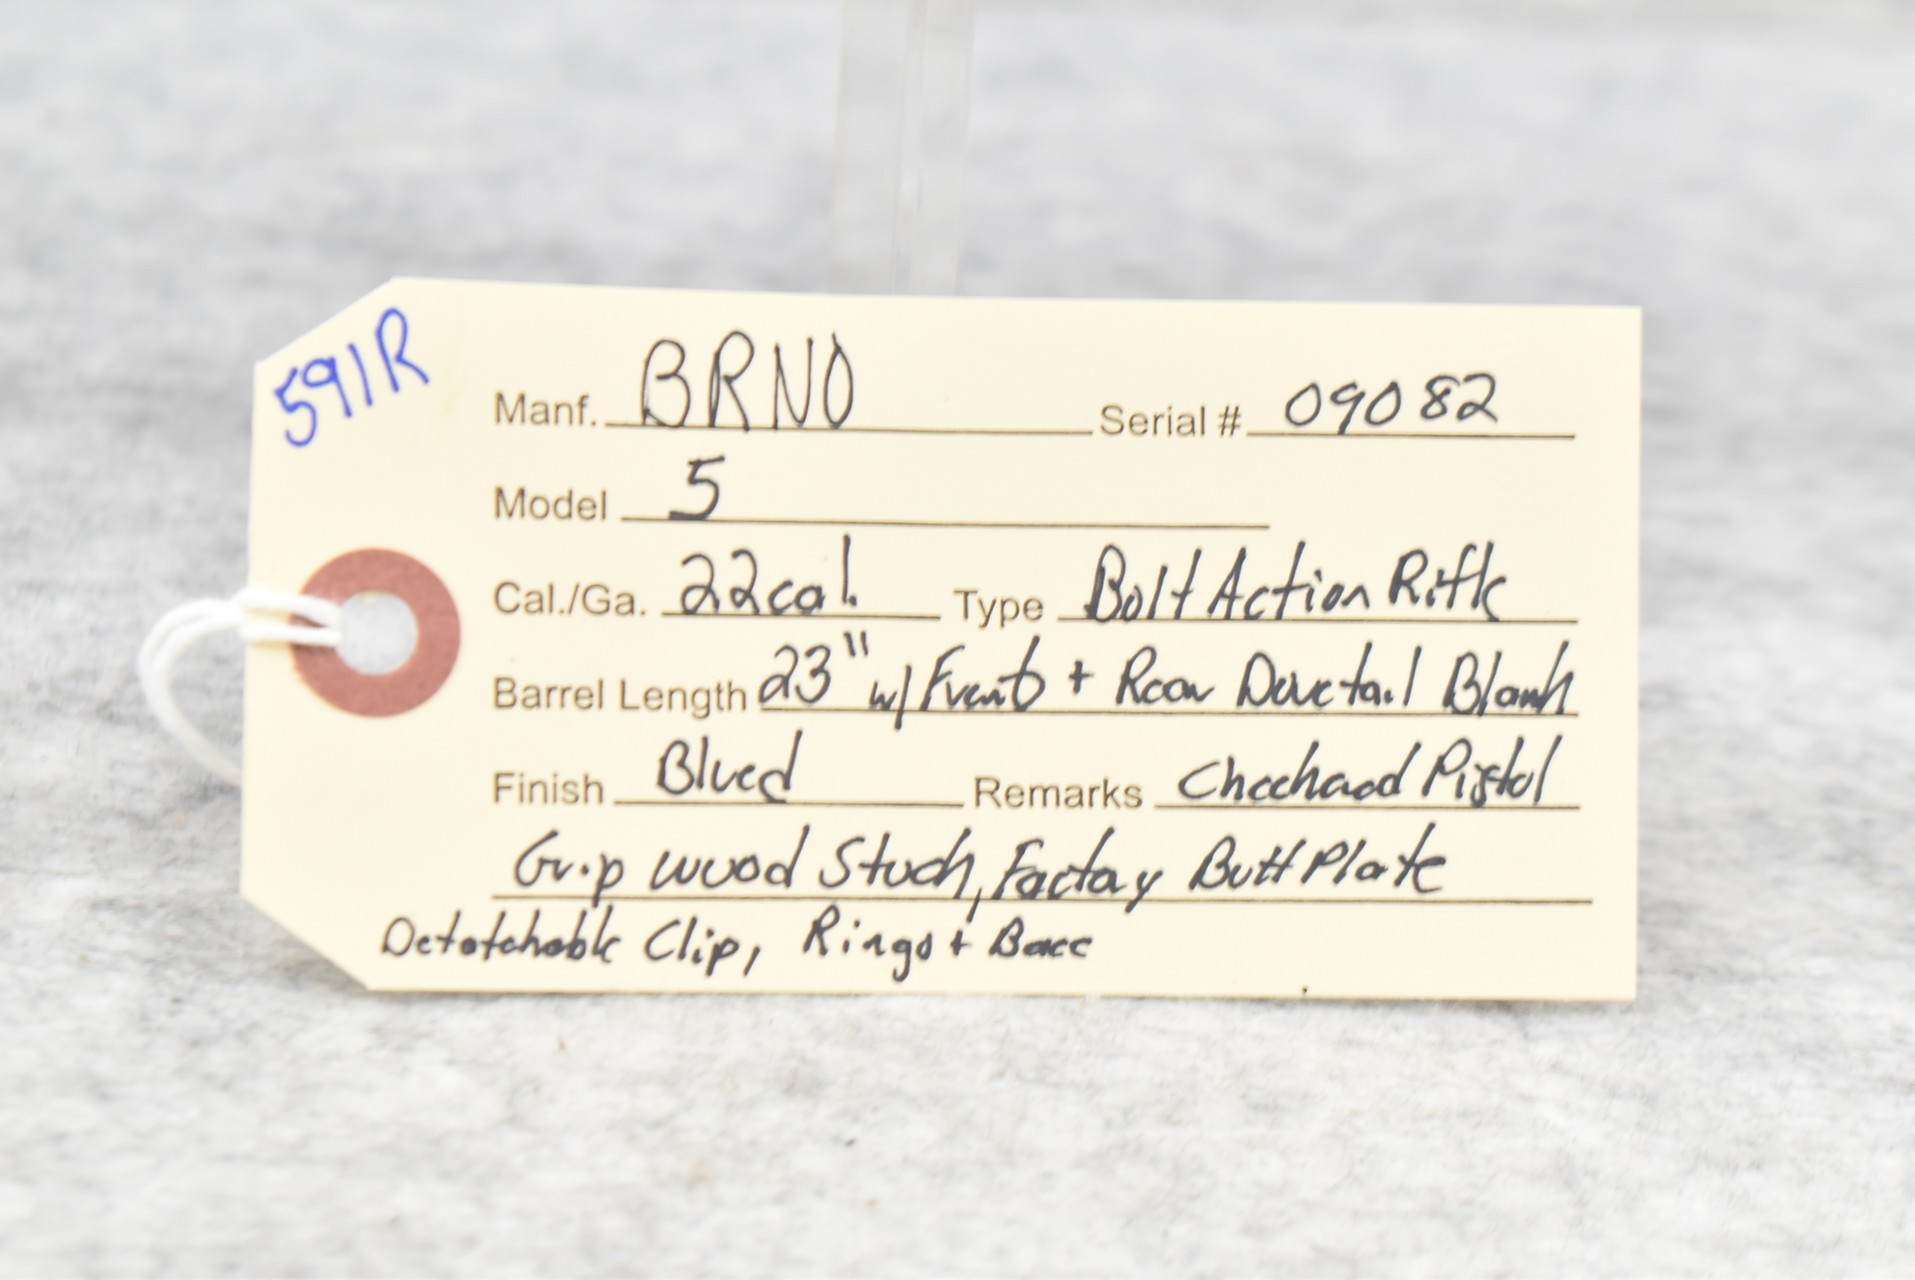 591R
Manf. BRNO Serial # 09082
Model 5
Cal./Ga. 22cal. Type Bolt Action Rifle
Barrel Length 23" w/ Front + Rear Dovetail Blank
Finish Blued Remarks Checkered Pistol
Grip Wood Stock, Factory Butt Plate
Detatchable Clip, Rings + Base